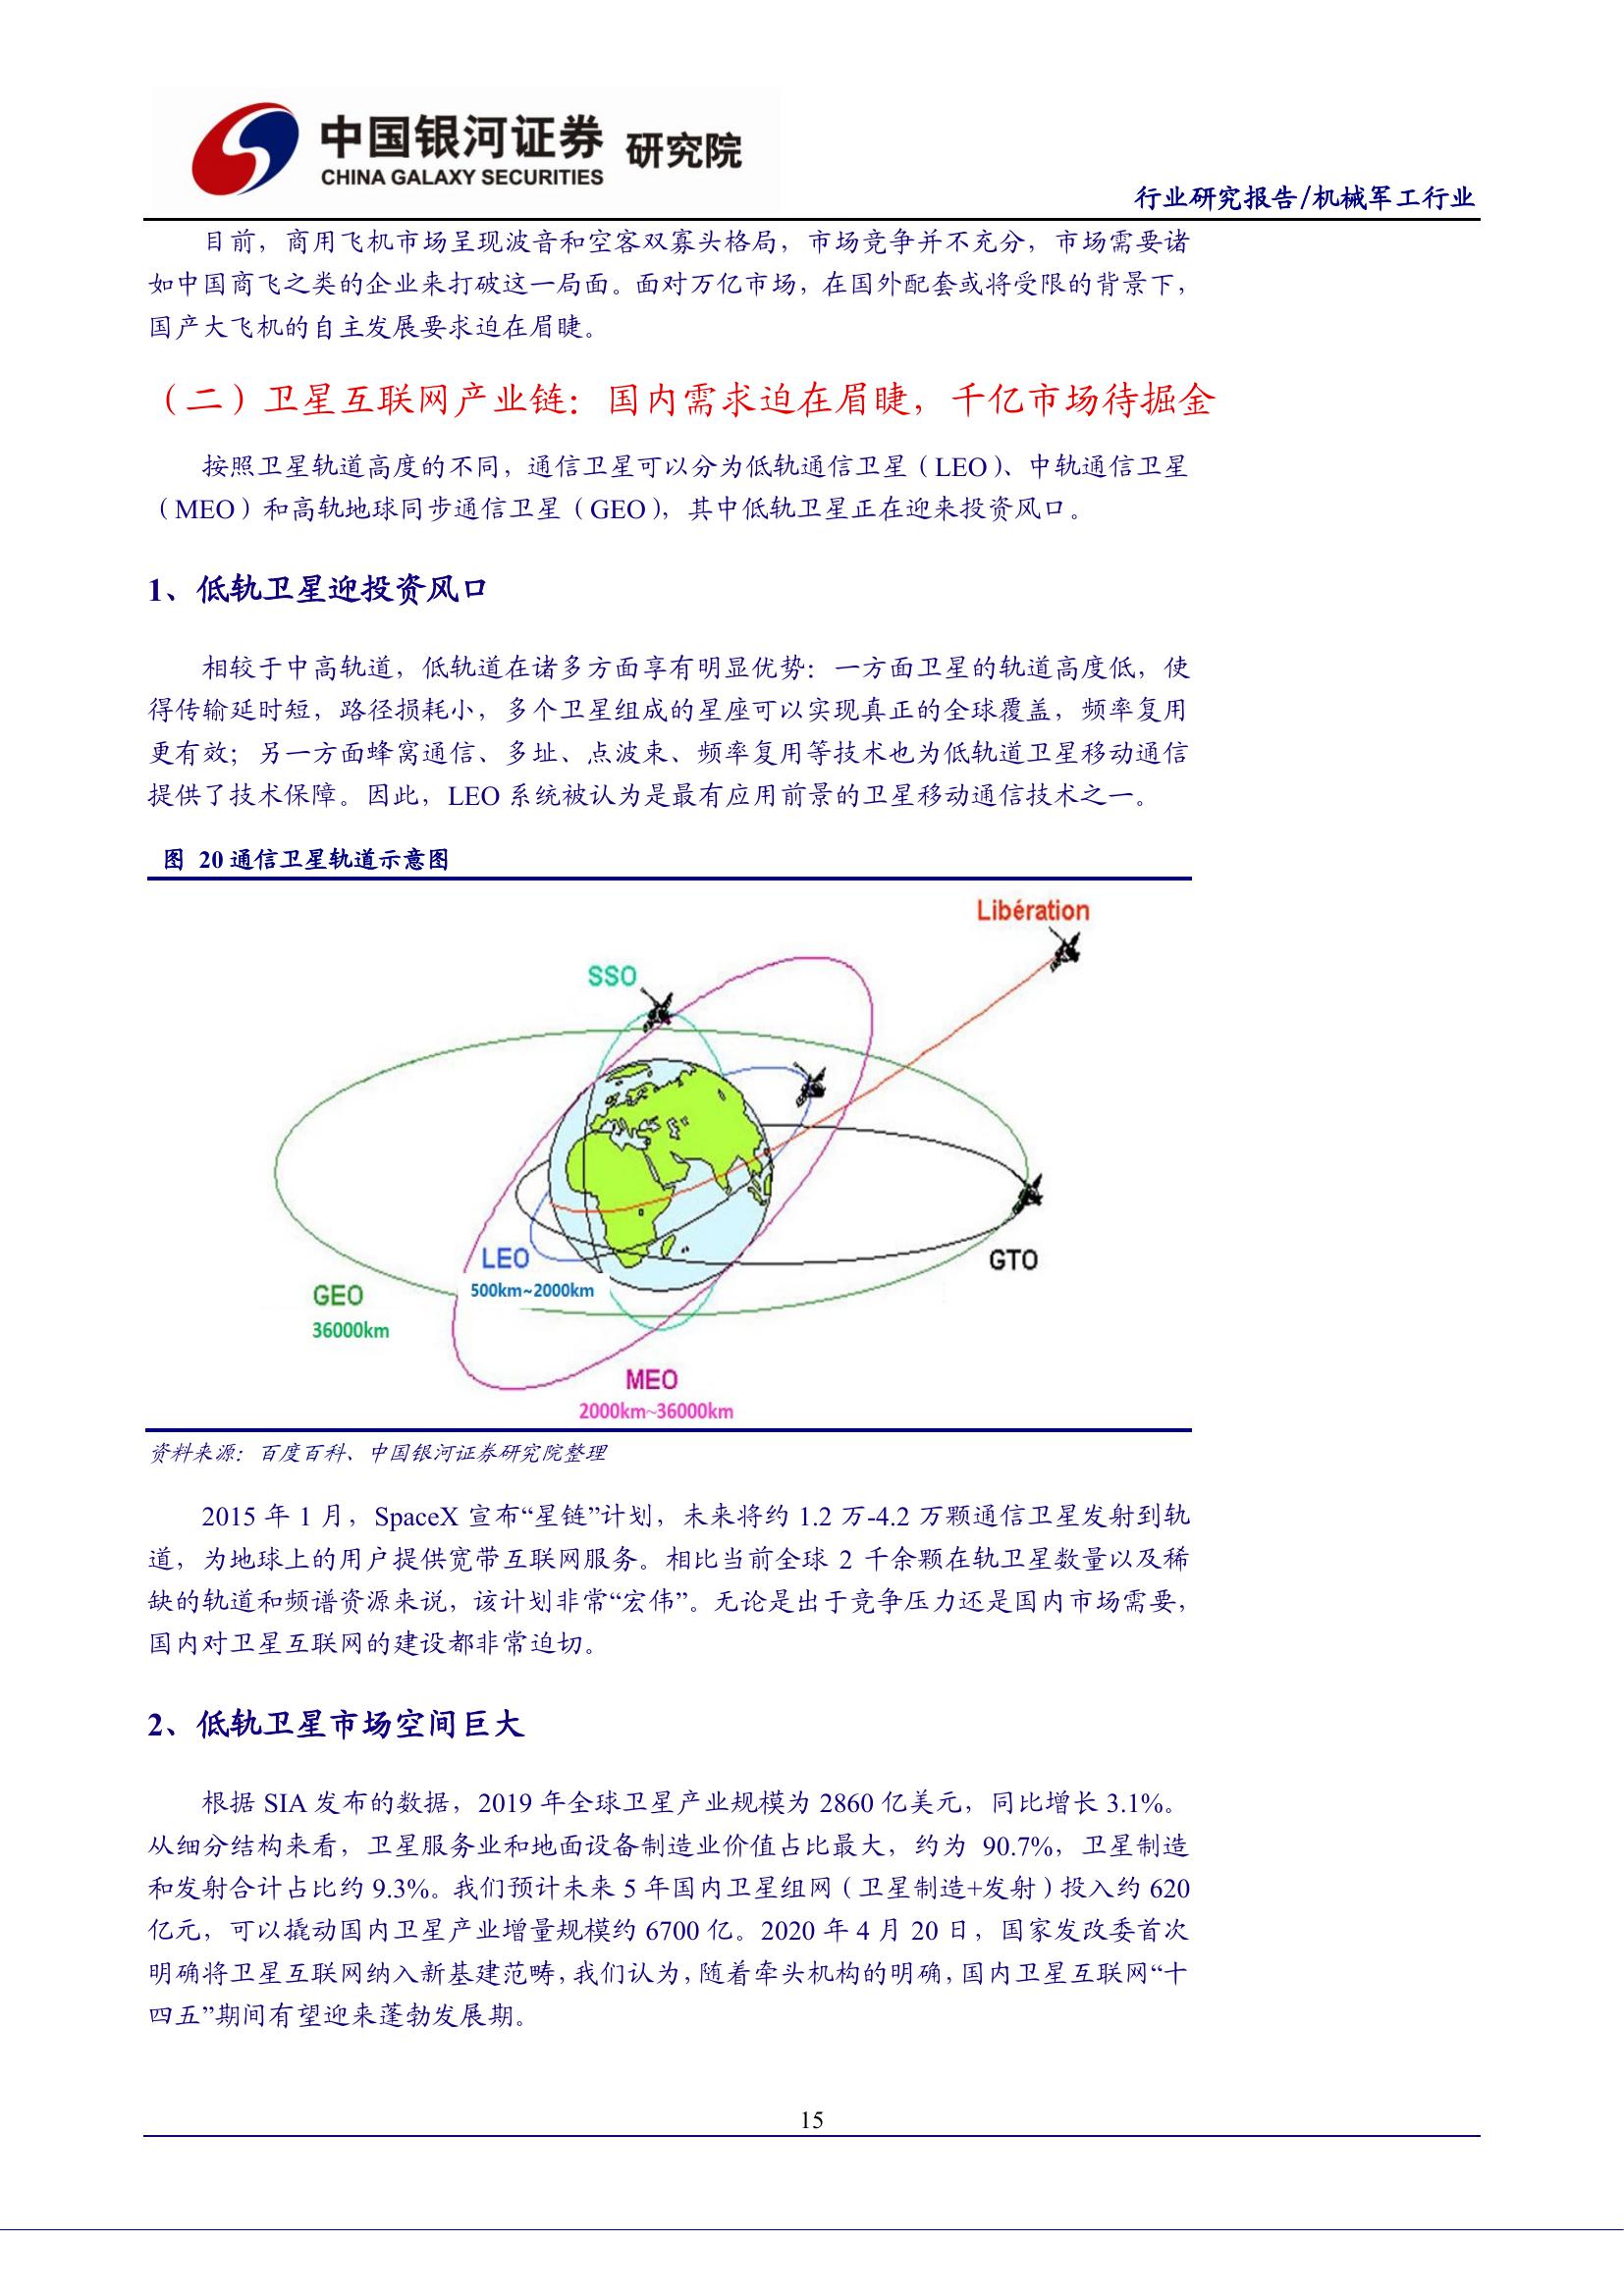 中国银河证券 研究院
CHINA GALAXY SECURITIES
行业研究报告/机械军工行业
目前，商用飞机市场呈现波音和空客双寡头格局，市场竞争并不充分，市场需要诸
如中国商飞之类的企业来打破这一局面。面对万亿市场，在国外配套或将受限的背景下，
国产大飞机的自主发展要求迫在眉睫。
（二）卫星互联网产业链：国内需求迫在眉睫，千亿市场待掘金
按照卫星轨道高度的不同，通信卫星可以分为低轨通信卫星（LEO）、中轨通信卫星
（MEO）和高轨地球同步通信卫星（GEO），其中低轨卫星正在迎来投资风口。
1、低轨卫星迎投资风口
相较于中高轨道，低轨道在诸多方面享有明显优势：一方面卫星的轨道高度低，使
得传输延时短，路径损耗小，多个卫星组成的星座可以实现真正的全球覆盖，频率复用
更有效；另一方面蜂窝通信、多址、点波束、频率复用等技术也为低轨道卫星移动通信
提供了技术保障。因此，LEO 系统被认为是最有应用前景的卫星移动通信技术之一。
图 20 通信卫星轨道示意图
Libération
SSO
LEO
500km~2000km
GTO
GEO
36000km
MEO
2000km~36000km
资料来源：百度百科、中国银河证券研究院整理
2015 年 1 月，SpaceX 宣布“星链”计划，未来将约 1.2 万-4.2 万颗通信卫星发射到轨
道，为地球上的用户提供宽带互联网服务。相比当前全球 2 千余颗在轨卫星数量以及稀
缺的轨道和频谱资源来说，该计划非常“宏伟”。无论是出于竞争压力还是国内市场需要，
国内对卫星互联网的建设都非常迫切。
2、低轨卫星市场空间巨大
根据 SIA 发布的数据，2019 年全球卫星产业规模为 2860 亿美元，同比增长 3.1%。
从细分结构来看，卫星服务业和地面设备制造业价值占比最大，约为 90.7%，卫星制造
和发射合计占比约 9.3%。我们预计未来 5 年国内卫星组网（卫星制造+发射）投入约 620
亿元，可以撬动国内卫星产业增量规模约 6700 亿。2020 年 4 月 20 日，国家发改委首次
明确将卫星互联网纳入新基建范畴，我们认为，随着牵头机构的明确，国内卫星互联网“十
四五”期间有望迎来蓬勃发展期。
15